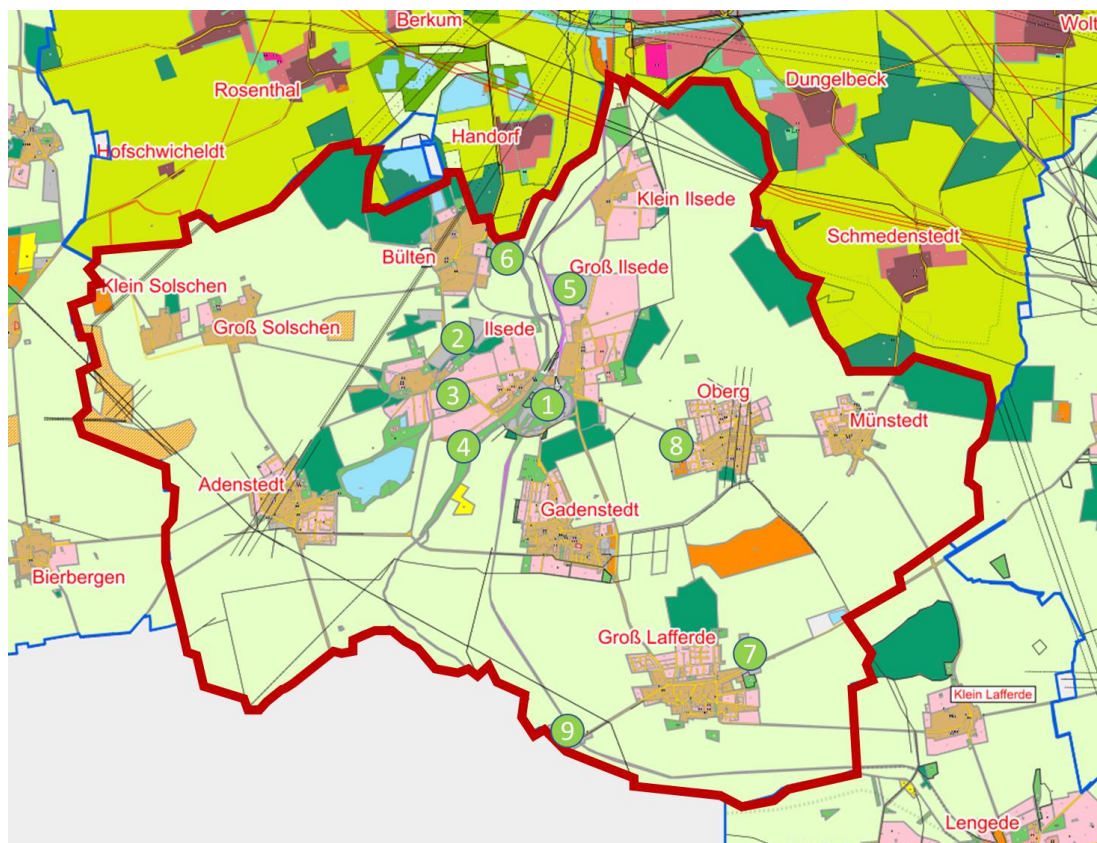 Berkum
Wolt
Rosenthal
Dungelbeck
Handorf
Hofschwicheldt
Klein Ilsede
Schmedenstedt
Bülten
6
Groß Ilsede
Klein Solschen
5
Groß Solschen
2
Ilsede
Oberg
3
1
Münstedt
4
8
Adenstedt
Gadenstedt
Bierbergen
Groß Lafferde
7
Klein Lafferde
9
Lengede